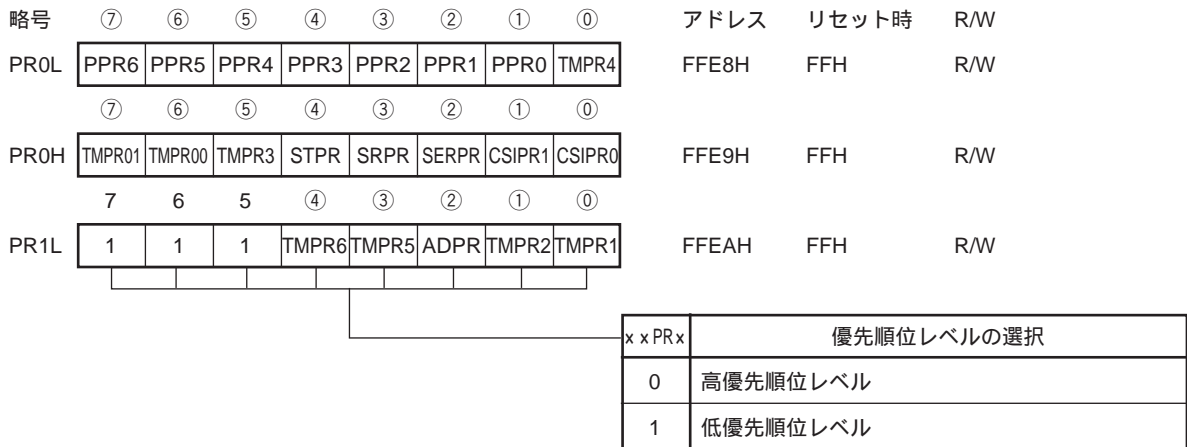 略号 ⑦ ⑥ ⑤ ④ ③ ② ① ⓪ アドレス リセット時 R/W
PR0L PPR6 PPR5 PPR4 PPR3 PPR2 PPR1 PPR0 TMPR4 FFE8H FFH R/W
⑦ ⑥ ⑤ ④ ③ ② ① ⓪
PR0H TMPR01 TMPR00 TMPR3 STPR SRPR SERPR CSIPR1 CSIPR0 FFE9H FFH R/W
7 6 5 ④ ③ ② ① ⓪
PR1L 1 1 1 TMPR6 TMPR5 ADPR TMPR2 TMPR1 FFEAH FFH R/W
××PR× 優先順位レベルの選択
0 高優先順位レベル
1 低優先順位レベル